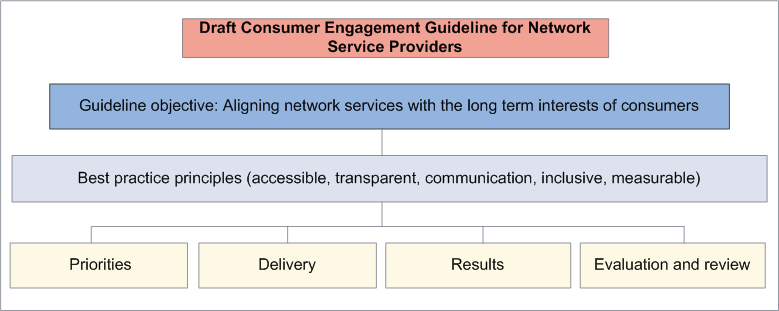 Draft Consumer Engagement Guideline for Network
Service Providers
Guideline objective: Aligning network services with the long term interests of consumers
Best practice principles (accessible, transparent, communication, inclusive, measurable)
Priorities
Delivery
Results
Evaluation and review